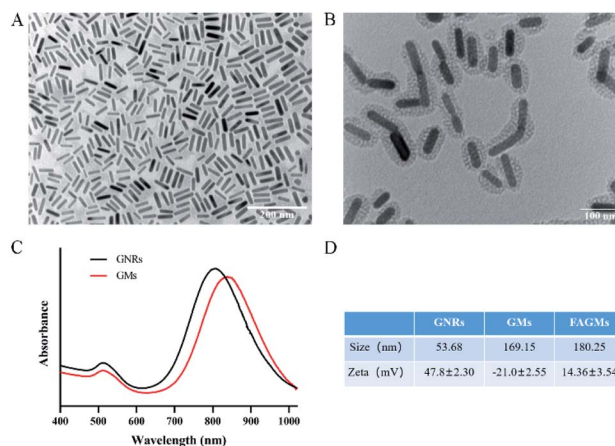 A
B
200 nm
100 nm
C
D
GNRs
GMs
Absorbance
400 500 600 700 800 900 1000
Wavelength (nm)
GNRs GMs FAGMs
Size (nm) 53.68 169.15 180.25
Zeta (mV) 47.8±2.30 -21.0±2.55 14.36±3.54